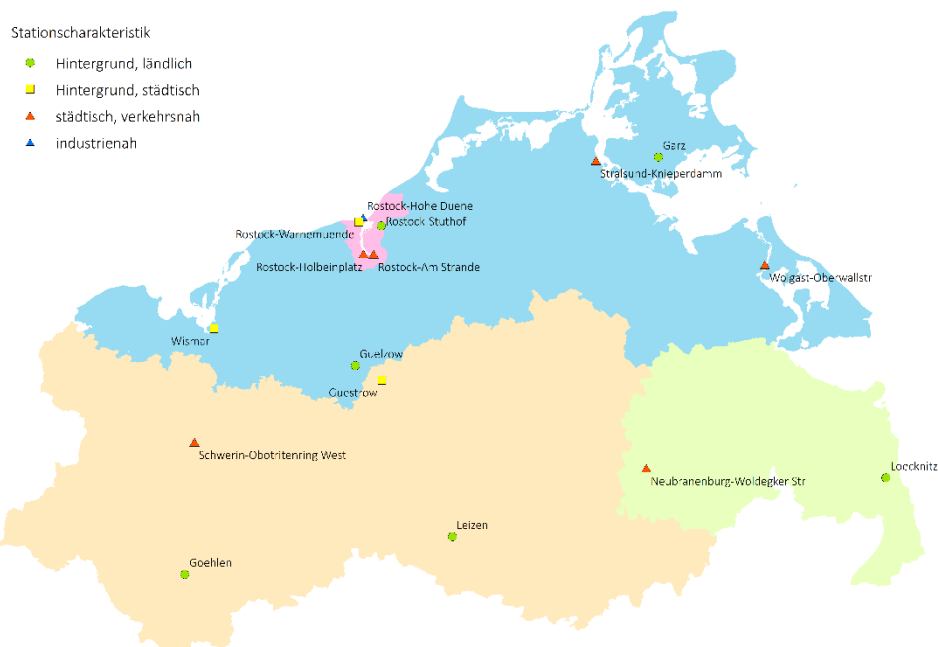 Stationscharakteristik
Hintergrund, ländlich
Hintergrund, städtisch
städtisch, verkehrsnah
industrienah
Garz
Stralsund-Knieperdamm
Rostock-Hohe Duene
Rostock-Stuthof
Rostock-Warnemuende
Rostock-Holbeinplatz
Rostock-Am Strande
Wolgast-Oberwallstr
Wismar
Guelzow
Guestrow
Schwerin-Obotritenring West
Loecknitz
Neubranenburg-Woldegker Str
Leizen
Goehlen